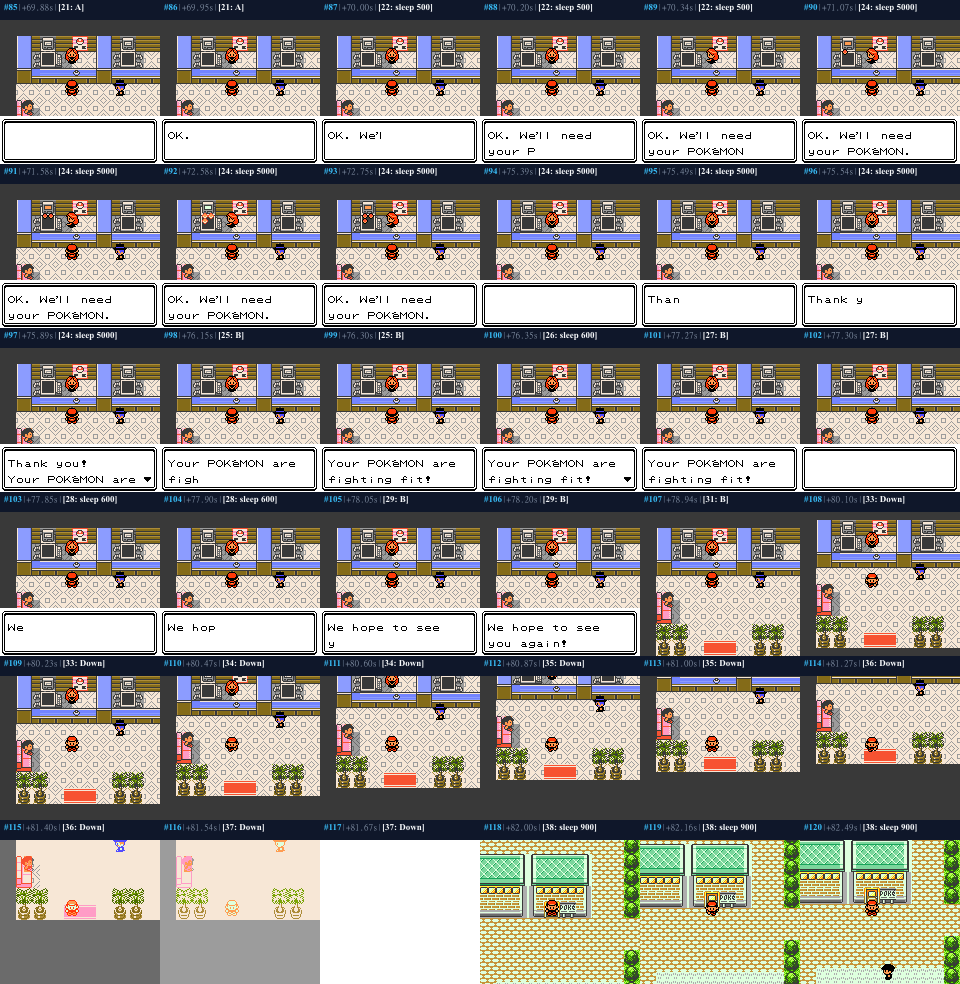 #85|+69.88s|[21: A]
#86|+69.95s|[21: A]
#87|+70.00s|[22: sleep 500]
#88|+70.20s|[22: sleep 500]
#89|+70.34s|[22: sleep 500]
#90|+71.07s|[24: sleep 5000]
OK.
OK. We'l
OK. We'll need
your P
OK. We'll need
your POKéMON
OK. We'll need
your POKéMON.
#91|+71.58s|[24: sleep 5000]
#92|+72.58s|[24: sleep 5000]
#93|+72.75s|[24: sleep 5000]
#94|+75.39s|[24: sleep 5000]
#95|+75.49s|[24: sleep 5000]
#96|+75.54s|[24: sleep 5000]
OK. We'll need
your POKéMON.
OK. We'll need
your POKéMON.
OK. We'll need
your POKéMON.
Than
Thank y
#97|+75.89s|[24: sleep 5000]
#98|+76.15s|[25: B]
#99|+76.30s|[25: B]
#100|+76.35s|[26: sleep 600]
#101|+77.27s|[27: B]
#102|+77.30s|[27: B]
Thank you!
Your POKéMON are
Your POKéMON are
figh
Your POKéMON are
fighting fit!
Your POKéMON are
fighting fit!
Your POKéMON are
fighting fit!
#103|+77.85s|[28: sleep 600]
#104|+77.90s|[28: sleep 600]
#105|+78.05s|[29: B]
#106|+78.20s|[29: B]
#107|+78.94s|[31: B]
#108|+80.10s|[33: Down]
We
We hop
We hope to see
y
We hope to see
you again!
#109|+80.23s|[33: Down]
#110|+80.47s|[34: Down]
#111|+80.60s|[34: Down]
#112|+80.87s|[35: Down]
#113|+81.00s|[35: Down]
#114|+81.27s|[36: Down]
#115|+81.40s|[36: Down]
#116|+81.54s|[37: Down]
#117|+81.67s|[37: Down]
#118|+82.00s|[38: sleep 900]
#119|+82.16s|[38: sleep 900]
#120|+82.49s|[38: sleep 900]
POKé
POKé
POKé